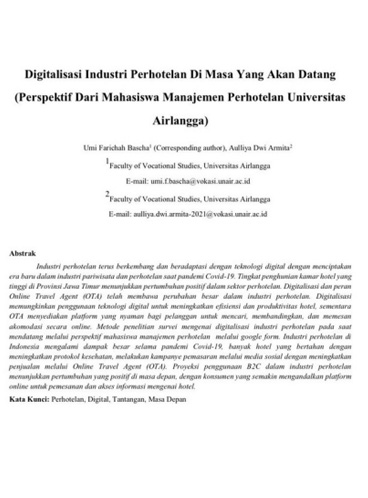 Digitalisasi Industri Perhotelan Di Masa Yang Akan Datang
(Perspektif Dari Mahasiswa Manajemen Perhotelan Universitas
Airlangga)
Umi Farichah Bascha¹ (Corresponding author), Aulliya Dwi Armita²
¹Faculty of Vocational Studies, Universitas Airlangga
E-mail: umi.f.bascha@vokasi.unair.ac.id
²Faculty of Vocational Studies, Universitas Airlangga
E-mail: aulliya.dwi.armita-2021@vokasi.unair.ac.id
Abstrak
Industri perhotelan terus berkembang dan beradaptasi dengan teknologi digital dengan menciptakan
era baru dalam industri pariwisata dan perhotelan saat pandemi Covid-19. Tingkat penghunian kamar hotel yang
tinggi di Provinsi Jawa Timur menunjukkan pertumbuhan positif dalam sektor perhotelan. Digitalisasi dan peran
Online Travel Agent (OTA) telah membawa perubahan besar dalam industri perhotelan. Digitalisasi
memungkinkan penggunaan teknologi digital untuk meningkatkan efisiensi dan produktivitas hotel, sementara
OTA menyediakan platform yang nyaman bagi pelanggan untuk mencari, membandingkan, dan memesan
akomodasi secara online. Metode penelitian survei mengenai digitalisasi industri perhotelan pada saat
mendatang melalui perspektif mahasiswa manajemen perhotelan melalui google form. Industri perhotelan di
Indonesia mengalami dampak besar selama pandemi Covid-19, banyak hotel yang bertahan dengan
meningkatkan protokol kesehatan, melakukan kampanye pemasaran melalui media sosial dengan meningkatkan
penjualan melalui Online Travel Agent (OTA). Proyeksi penggunaan B2C dalam industri perhotelan
menunjukkan pertumbuhan yang positif di masa depan, dengan konsumen yang semakin mengandalkan platform
online untuk pemesanan dan akses informasi mengenai hotel.
Kata Kunci: Perhotelan, Digital, Tantangan, Masa Depan